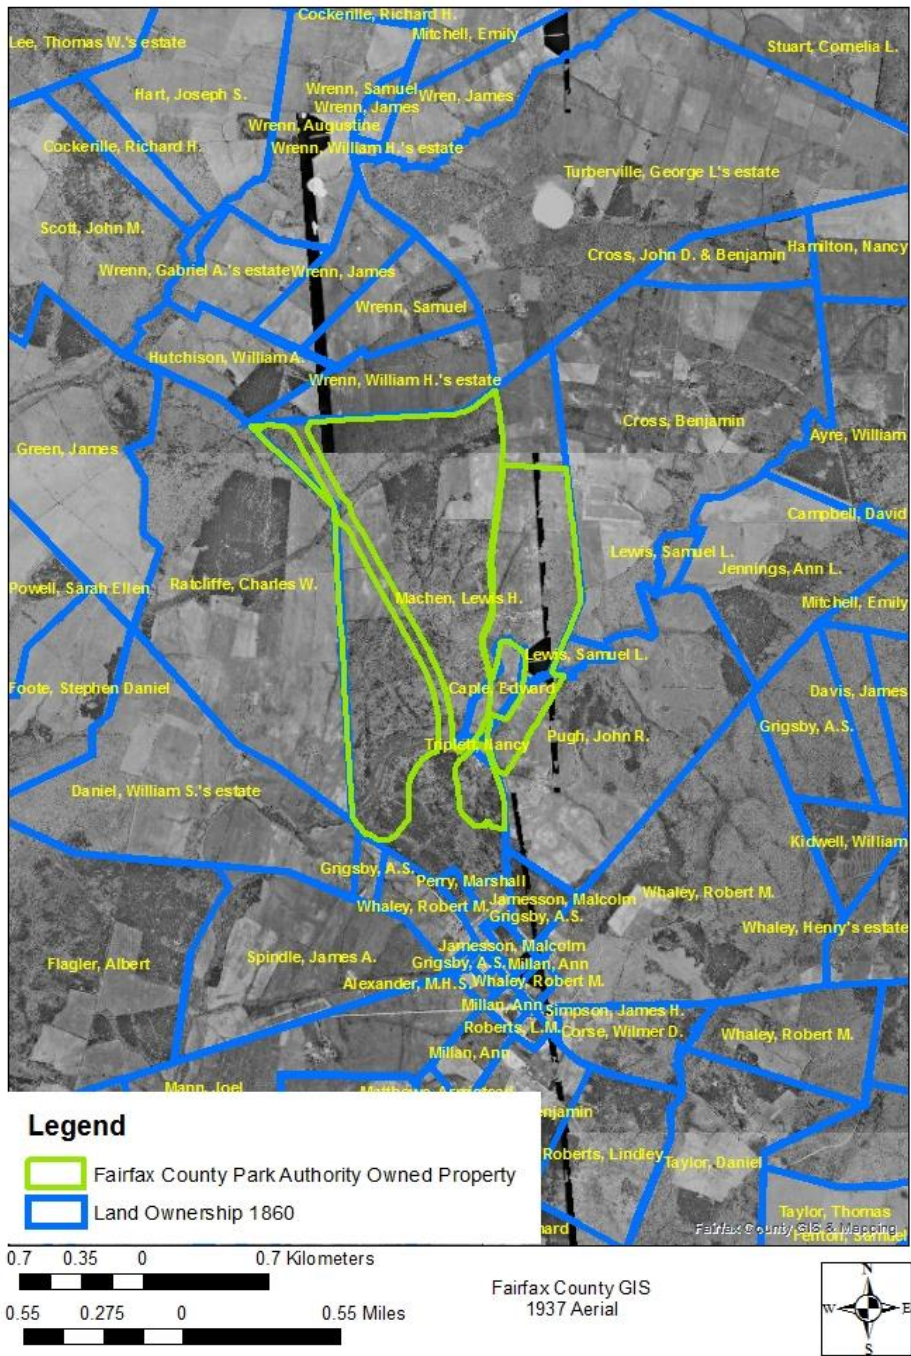 Cockerille, Richard H.
Lee, Thomas W.'s estate
Mitchell, Emily
Stuart, Cornelia L.
Hart, Joseph S.
Wrenn, Samuel
Wren, James
Wrenn, James
Wrenn, Augustine
Cockerille, Richard H.
Wrenn, William H.'s estate
Turberville, George L's estate
Scott, John M.
Hamilton, Nancy
Cross, John D. & Benjamin
Wrenn, Gabriel A.'s estate
Wrenn, James
Wrenn, Samuel
Hutchison, William A.
Wrenn, William H.'s estate
Cross, Benjamin
Green, James
Ayre, William
Campbell, David
Lewis, Samuel L.
Jennings, Ann L.
Powell, Sarah Ellen
Ratcliffe, Charles W.
Machen, Lewis H.
Mitchell, Emily
Lewis, Samuel L.
Foote, Stephen Daniel
Caple, Edward
Davis, James
Grigsby, A.S.
Pugh, John R.
Triplett, Nancy
Daniel, William S.'s estate
Kidwell, William
Grigsby, A.S.
Perry, Marshall
Whaley, Robert M.
Jamesson, Malcolm
Whaley, Robert M.
Grigsby, A.S.
Whaley, Henry's estate
Jamesson, Malcolm
Spindle, James A.
Flagler, Albert
Grigsby, A.S.
Millan, Ann
Alexander, M.H.S.
Whaley, Robert M.
Millan, Ann
Simpson, James H.
Roberts, L.M.
Corse, Wilmer D.
Whaley, Robert M.
Millan, Ann
Mann, Joel
Matthews, Armistead
enjamin
Legend
Roberts, Lindley
Taylor, Daniel
Fairfax County Park Authority Owned Property
Land Ownership 1860
Taylor, Thomas
nard
Fairfax County GIS & Mapping
Fenton, Samuel
0.7 0.35 0 0.7 Kilometers
0.55 0.275 0 0.55 Miles
Fairfax County GIS
1937 Aerial
N
W E
S